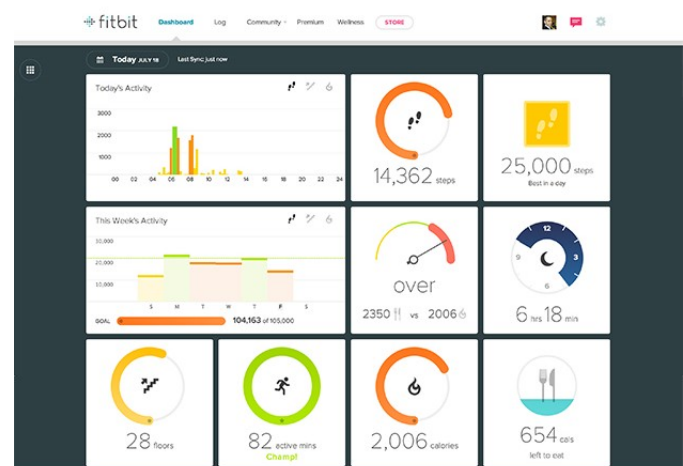 fitbit
Dashboard Log Community Premium Wellness STORE
Today JULY 18 Last Sync just now
Today's Activity
3000
2000
1000
00 02 04 06 08 10 12 14 16 18 20 22 24
14,362 steps
25,000 steps
Best in a day
This Week's Activity
30,000
20,000
10,000
S M T W T F S
GOAL 104,163 of 105,000
over
2350 vs 2006
12
9 3
6
6 hrs 18 min
28 floors
82 active mins
Champ!
2,006 calories
654 cals
left to eat